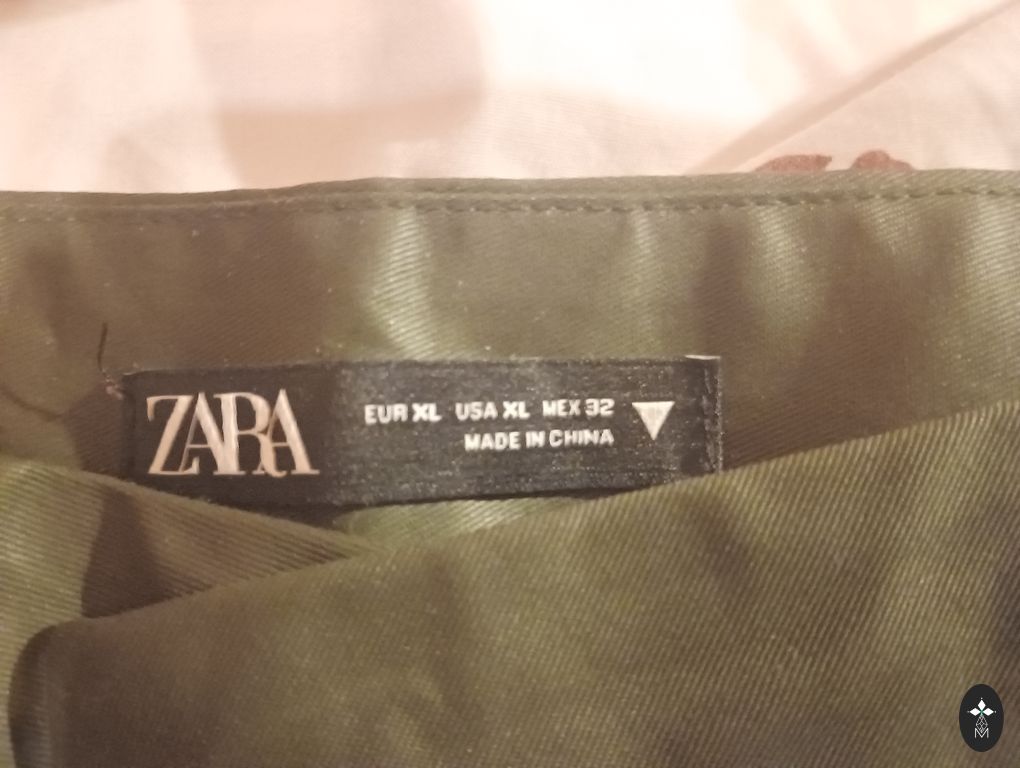 ZARA
EUR XL USA XL MEX 32
MADE IN CHINA
M